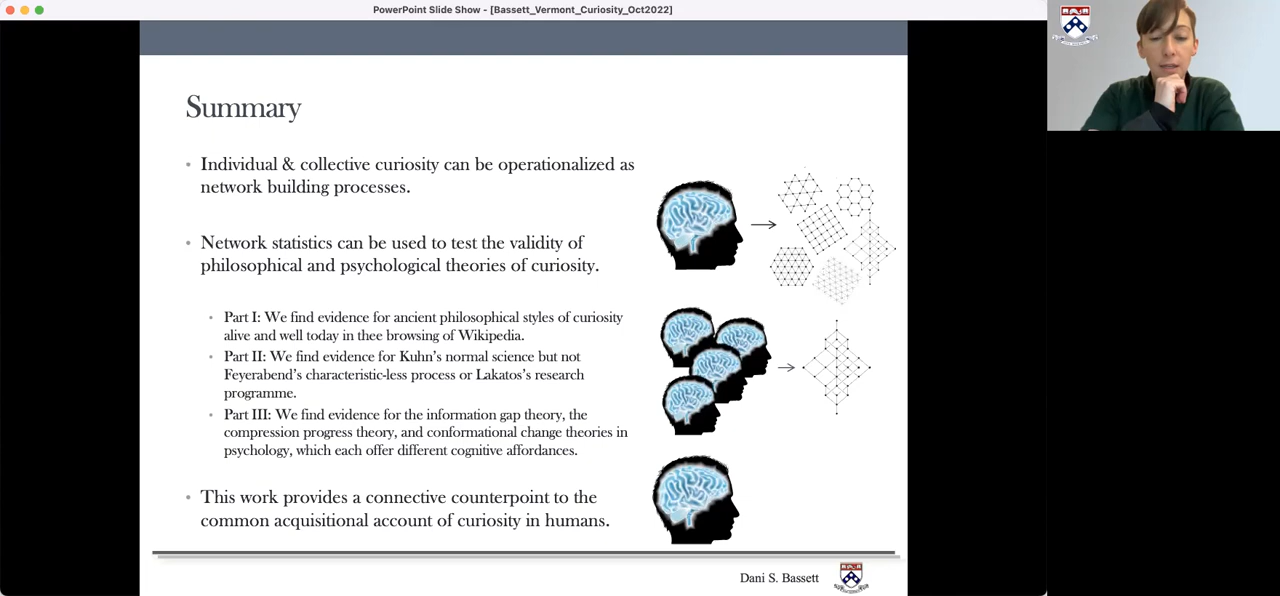 PowerPoint Slide Show - [Bassett_Vermont_Curiosity_Oct2022]
Summary
Individual & collective curiosity can be operationalized as
network building processes.
Network statistics can be used to test the validity of
philosophical and psychological theories of curiosity.
Part I: We find evidence for ancient philosophical styles of curiosity
alive and well today in thee browsing of Wikipedia.
Part II: We find evidence for Kuhn's normal science but not
Feyerabend's characteristic-less process or Lakatos's research
programme.
Part III: We find evidence for the information gap theory, the
compression progress theory, and conformational change theories in
psychology, which each offer different cognitive affordances.
This work provides a connective counterpoint to the
common acquisitional account of curiosity in humans.
Dani S. Bassett